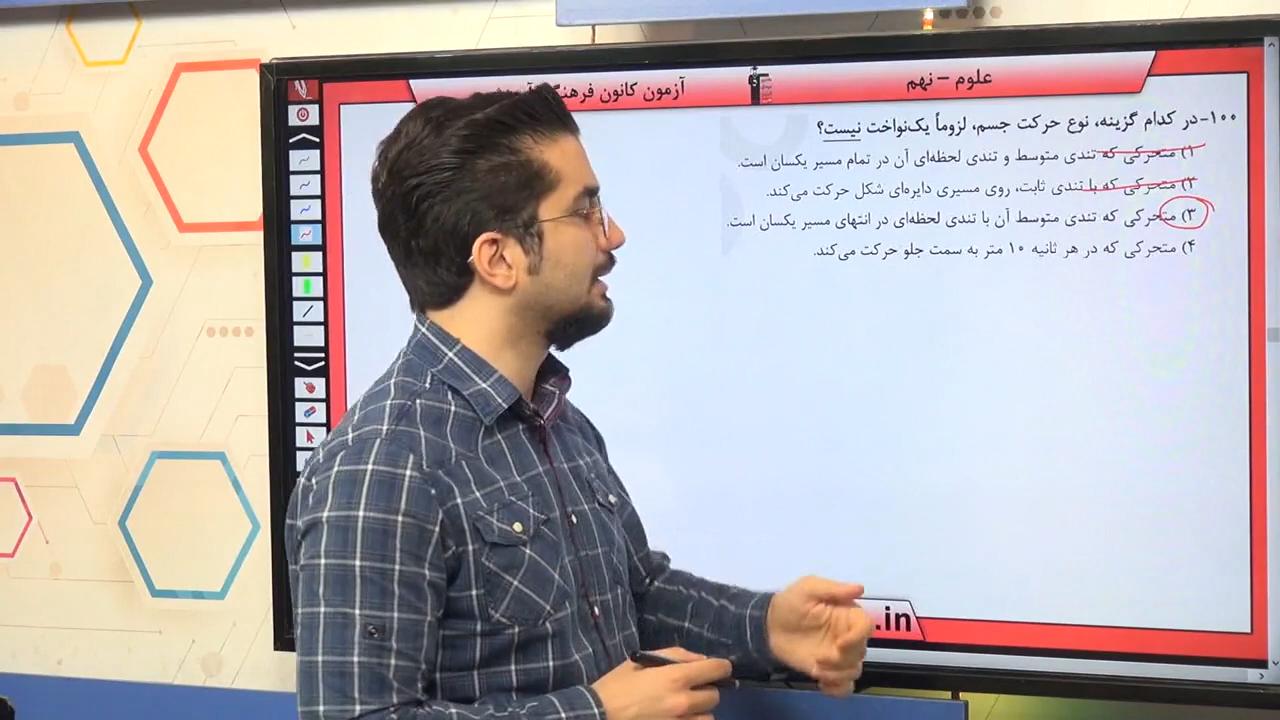 علوم – نهم
آزمون کانون فرهنگی
۱۰۰-در کدام گزینه، نوع حرکت جسم، لزوماً یک‌نواخت نیست؟
۱) متحرکی که تندی متوسط و تندی لحظه‌ای آن در تمام مسیر یکسان است.
۲) متحرکی که با تندی ثابت، روی مسیری دایره‌ای شکل حرکت می‌کند.
۳) متحرکی که تندی متوسط آن با تندی لحظه‌ای در انتهای مسیر یکسان است.
۴) متحرکی که در هر ثانیه ۱۰ متر به سمت جلو حرکت می‌کند.
.in